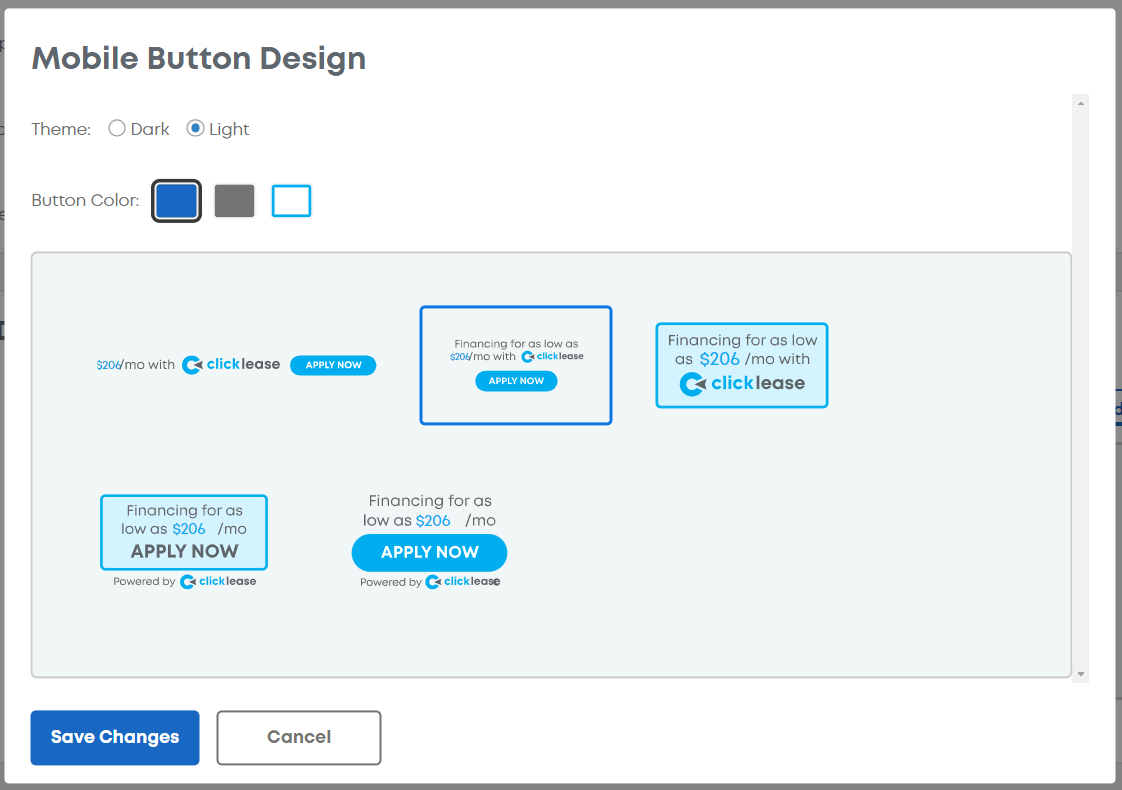 Mobile Button Design
Theme: Dark Light
Button Color:
$206/mo with clicklease APPLY NOW
Financing for as low as
$206/mo with clicklease
APPLY NOW
Financing for as low
as $206 /mo with
clicklease
Financing for as
low as $206 /mo
APPLY NOW
Powered by clicklease
Financing for as
low as $206 /mo
APPLY NOW
Powered by clicklease
Save Changes Cancel